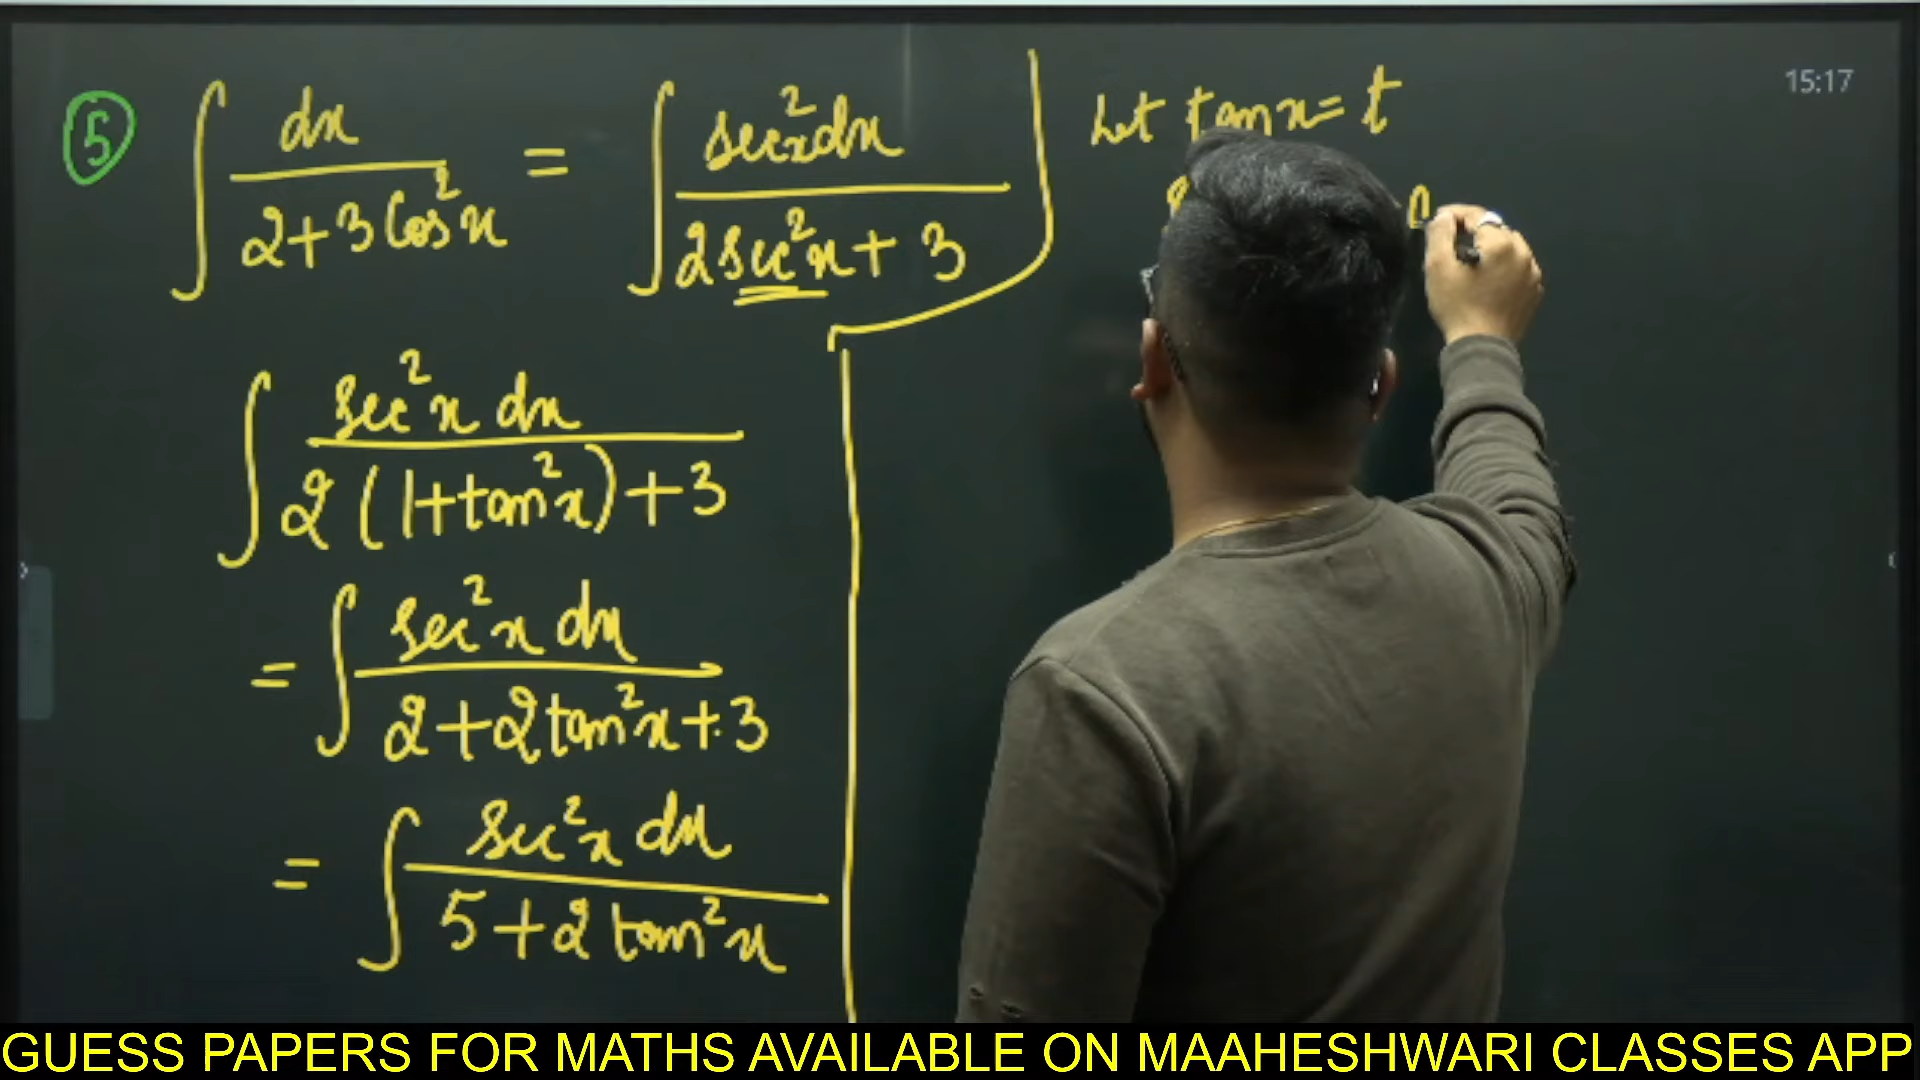 5 ∫ dx / (2+3Cos²x) = ∫ sec²x dx / (2sec²x + 3)
∫ sec²x dx / (2(1+tan²x)+3)
= ∫ sec²x dx / (2+2tan²x+3)
= ∫ sec²x dx / (5+2tan²x)
Let tan x = t
15:17
GUESS PAPERS FOR MATHS AVAILABLE ON MAAHESHWARI CLASSES APP